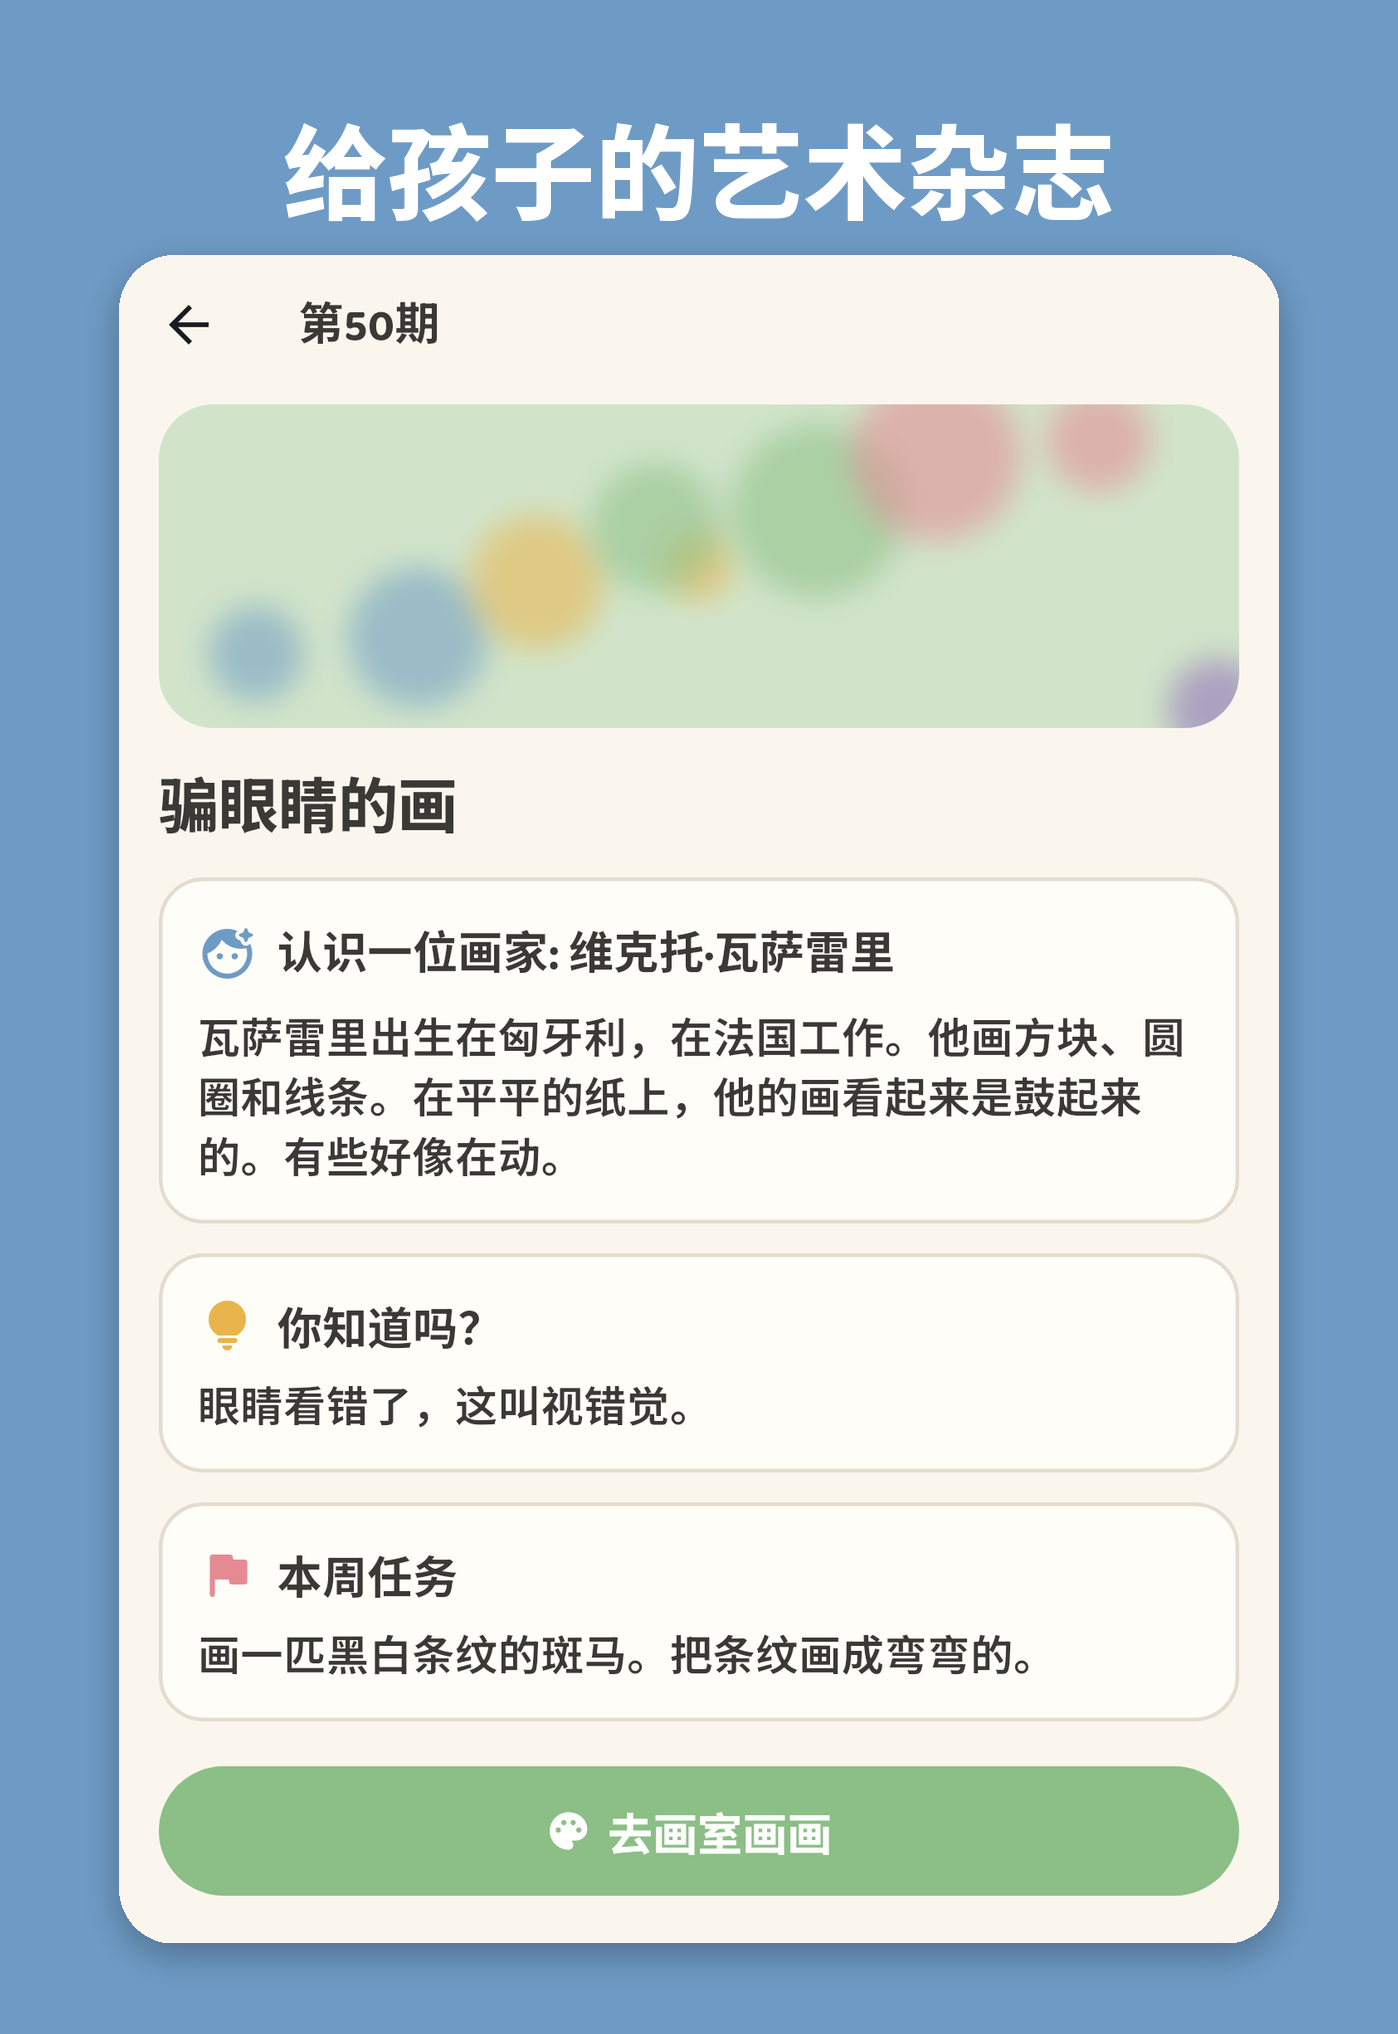 给孩子的艺术杂志
第50期
骗眼睛的画
认识一位画家: 维克托·瓦萨雷里
瓦萨雷里出生在匈牙利，在法国工作。他画方块、圆
圈和线条。在平平的纸上，他的画看起来是鼓起来
的。有些好像在动。
你知道吗？
眼睛看错了，这叫视错觉。
本周任务
画一匹黑白条纹的斑马。把条纹画成弯弯的。
去画室画画